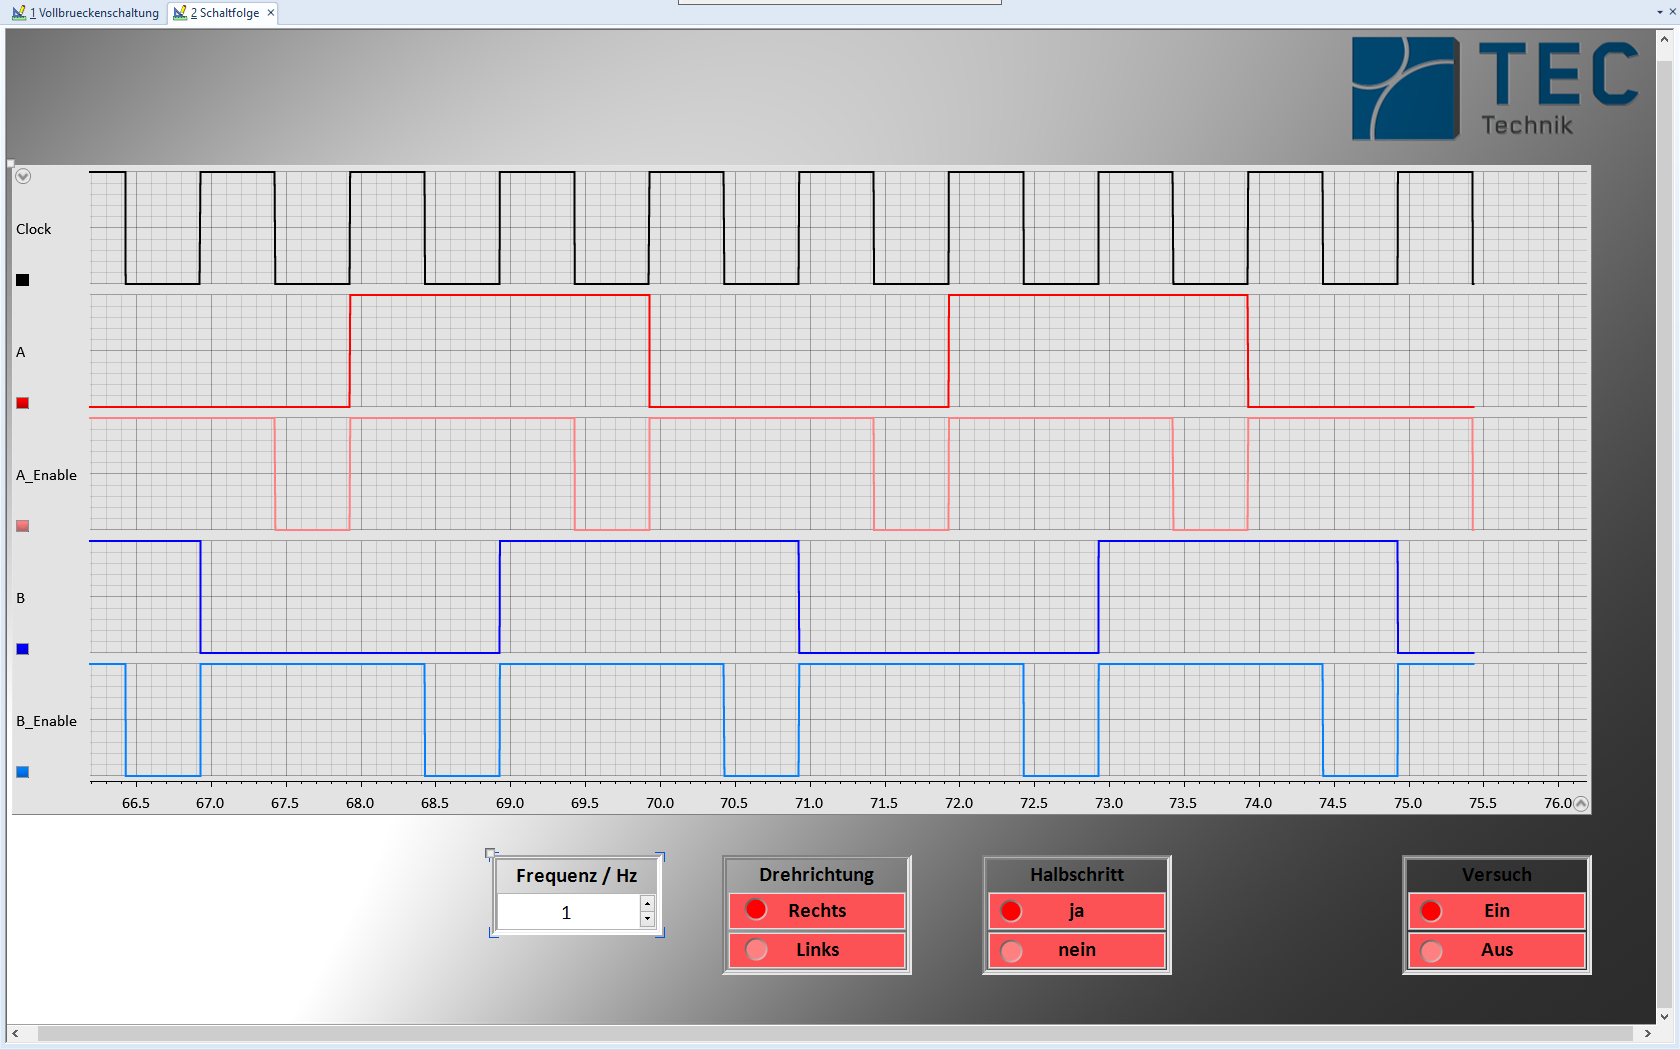 1 Vollbrueckenschaltung
2 Schaltfolge
TEC
Technik
Clock
A
A_Enable
B
B_Enable
66.5 67.0 67.5 68.0 68.5 69.0 69.5 70.0 70.5 71.0 71.5 72.0 72.5 73.0 73.5 74.0 74.5 75.0 75.5 76.0
Frequenz / Hz
1
Drehrichtung
Rechts
Links
Halbschritt
ja
nein
Versuch
Ein
Aus